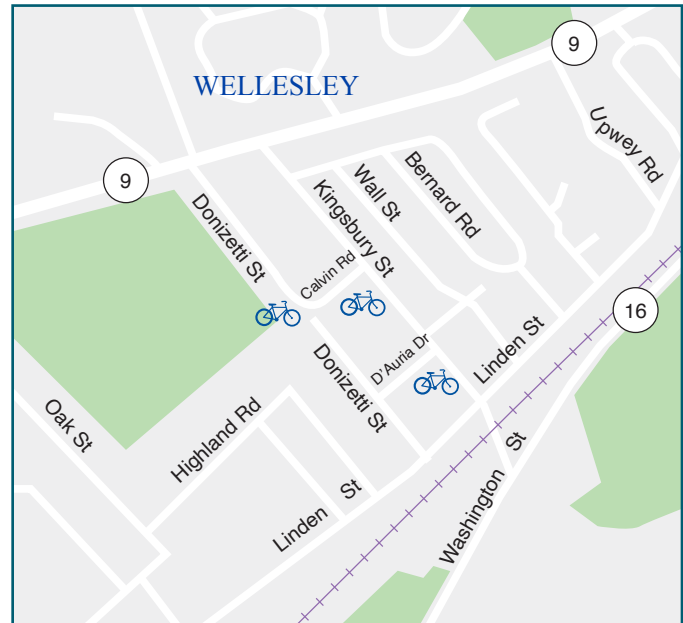 9
WELLESLEY
Upwey Rd
Bernard Rd
Wall St
9
Kingsbury St
Donizetti St
Calvin Rd
16
Linden St
D'Auria Dr
Donizetti St
Highland Rd
Oak St
Linden St
Washington St